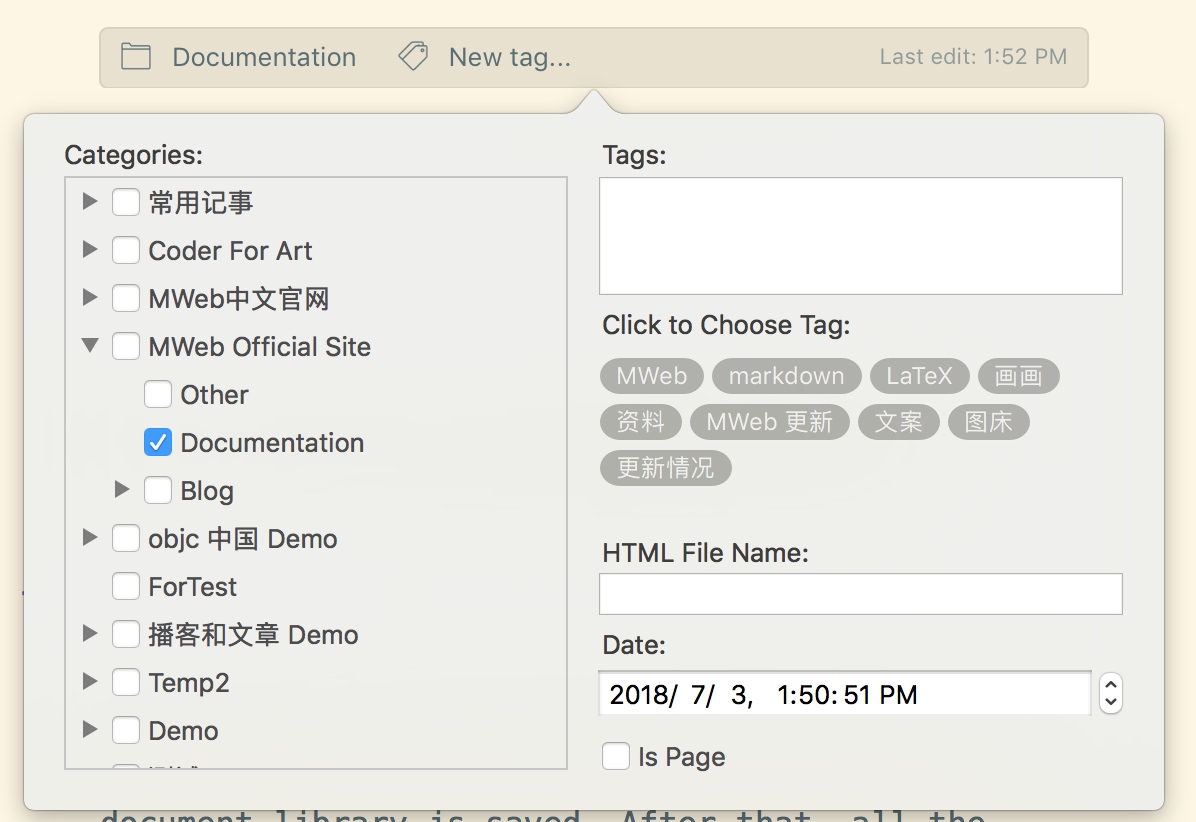 Documentation New tag... Last edit: 1:52 PM
Categories:
常用记事
Coder For Art
MWeb中文官网
MWeb Official Site
Other
Documentation
Blog
objc 中国 Demo
ForTest
播客和文章 Demo
Temp2
Demo
Tags:
Click to Choose Tag:
MWeb markdown LaTeX 画画
资料 MWeb 更新 文案 图床
更新情况
HTML File Name:
Date:
2018/ 7/ 3, 1:50:51 PM
Is Page
document library is saved. After that, all the